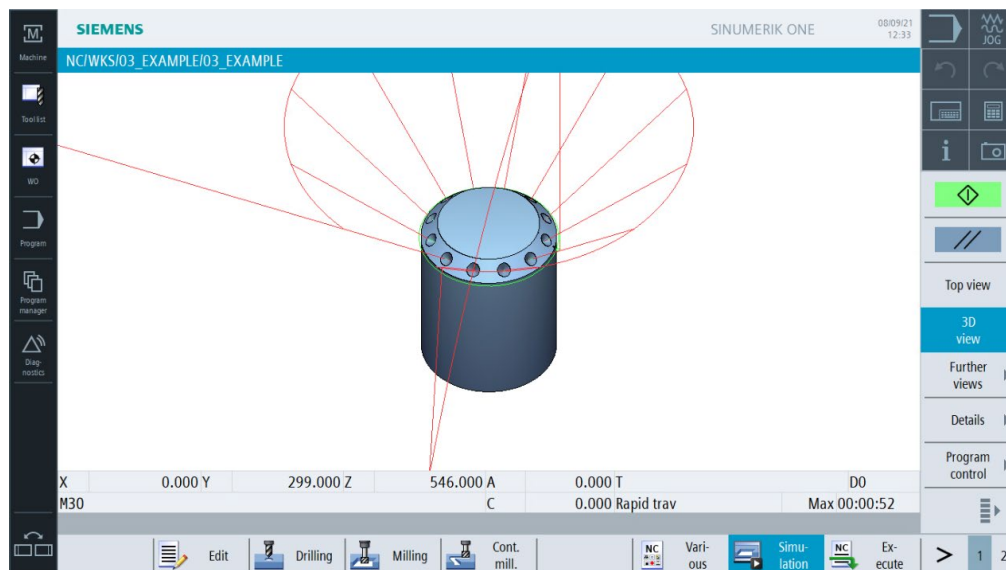 SIEMENS
SINUMERIK ONE
08/09/21
12:33
M
Machine
JOG
NC/WKS/03_EXAMPLE/03_EXAMPLE
Tool list
WO
Program
Program
manager
Diag-
nostics
i
Top view
3D
view
Further
views
Details
Program
control
X 0.000 Y 299.000 Z 546.000 A 0.000 T D0
M30 C 0.000 Rapid trav Max 00:00:52
Edit
Drilling
Milling
Cont.
mill.
NC
Vari-
ous
Simu-
lation
NC
Ex-
ecute
> 1 2